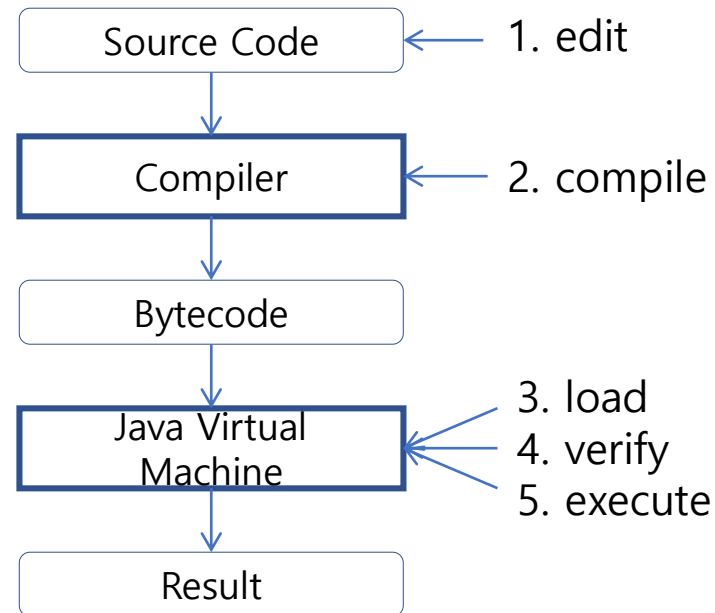 Source Code
1. edit
Compiler
2. compile
Bytecode
Java Virtual
Machine
3. load
4. verify
5. execute
Result